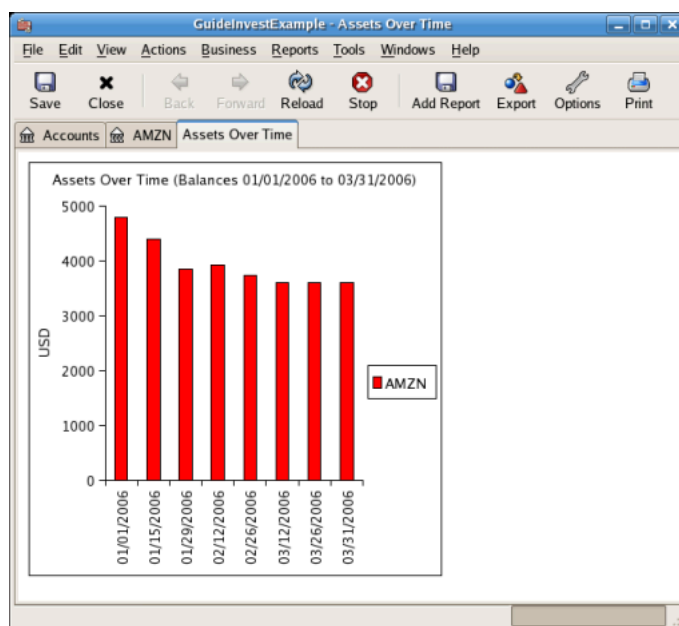 GuideInvestExample - Assets Over Time
File Edit View Actions Business Reports Tools Windows Help
Save Close Back Forward Reload Stop Add Report Export Options Print
Accounts AMZN Assets Over Time
Assets Over Time (Balances 01/01/2006 to 03/31/2006)
5000
4000
3000
2000
1000
0
USD
AMZN
01/01/2006
01/15/2006
01/29/2006
02/12/2006
02/26/2006
03/12/2006
03/26/2006
03/31/2006